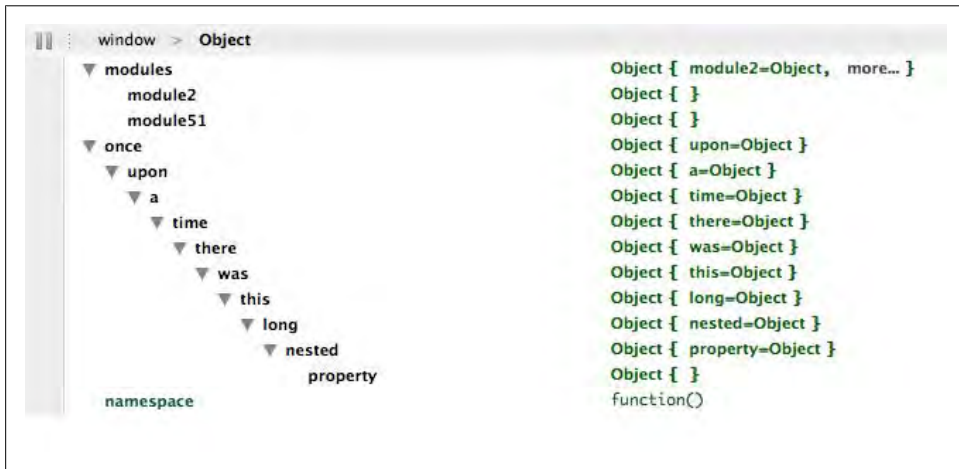 window > Object
modules Object { module2=Object, more... }
module2 Object { }
module51 Object { }
once Object { upon=Object }
upon Object { a=Object }
a Object { time=Object }
time Object { there=Object }
there Object { was=Object }
was Object { this=Object }
this Object { long=Object }
long Object { nested=Object }
nested Object { property=Object }
property Object { }
namespace function()